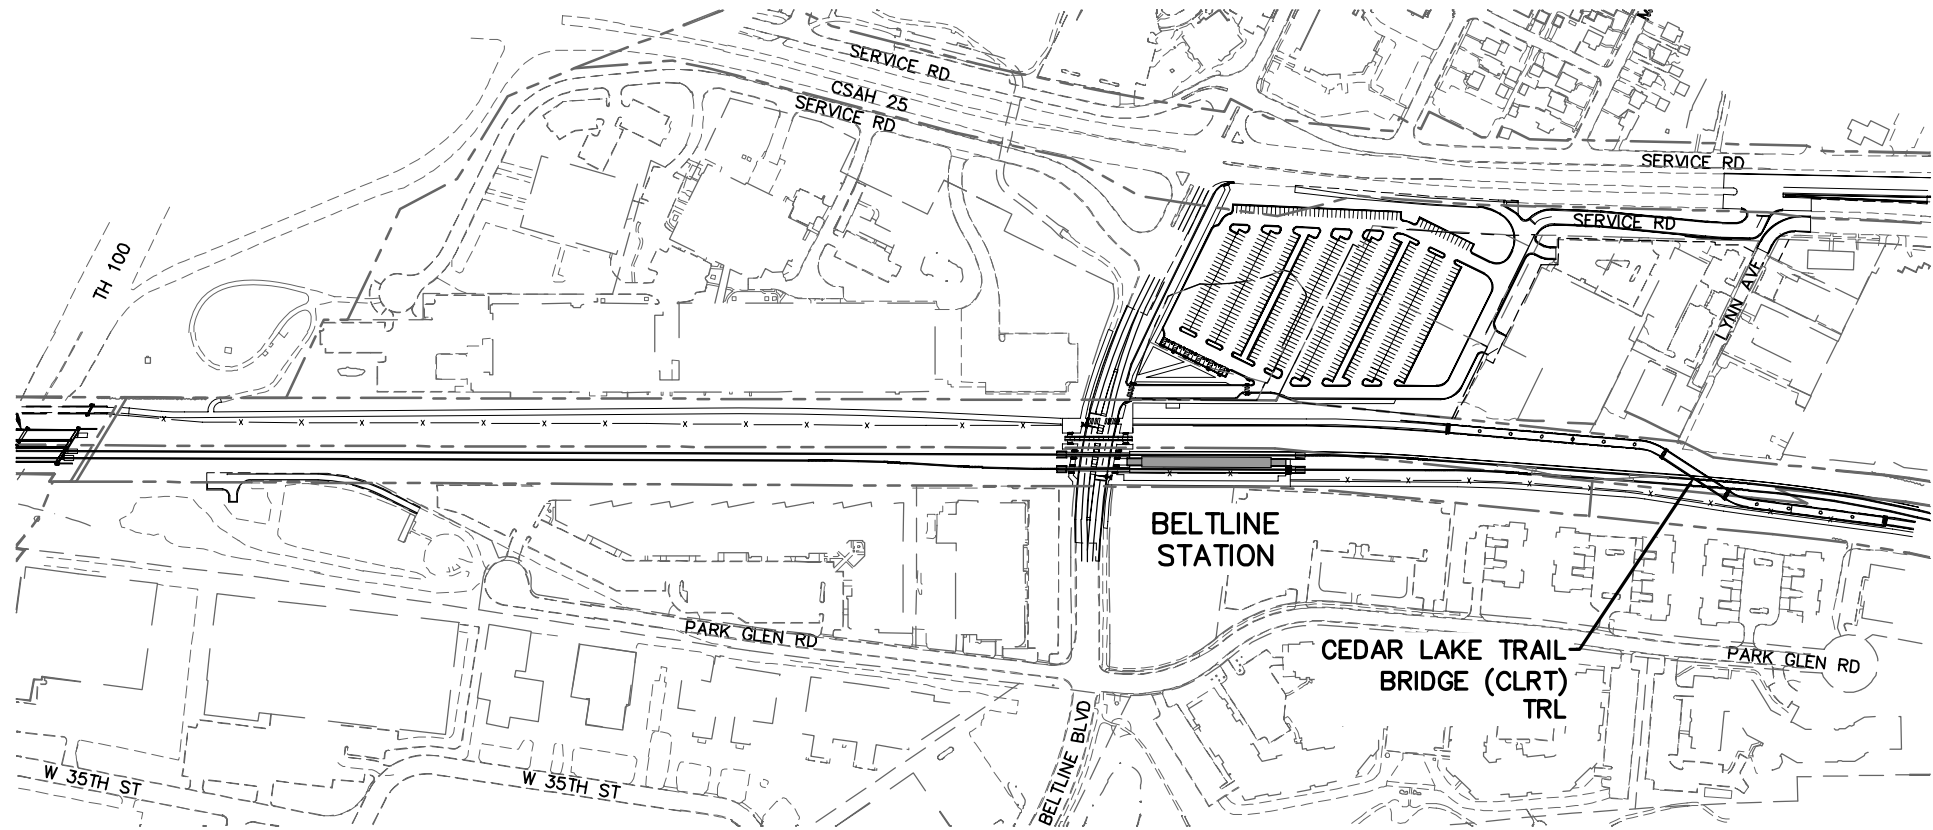 SERVICE RD
CSAH 25
SERVICE RD
SERVICE RD
SERVICE RD
TH 100
LYNN AVE
BELTLINE
STATION
CEDAR LAKE TRAIL
BRIDGE (CLRT)
TRL
PARK GLEN RD
PARK GLEN RD
BELTLINE BLVD
W 35TH ST
W 35TH ST